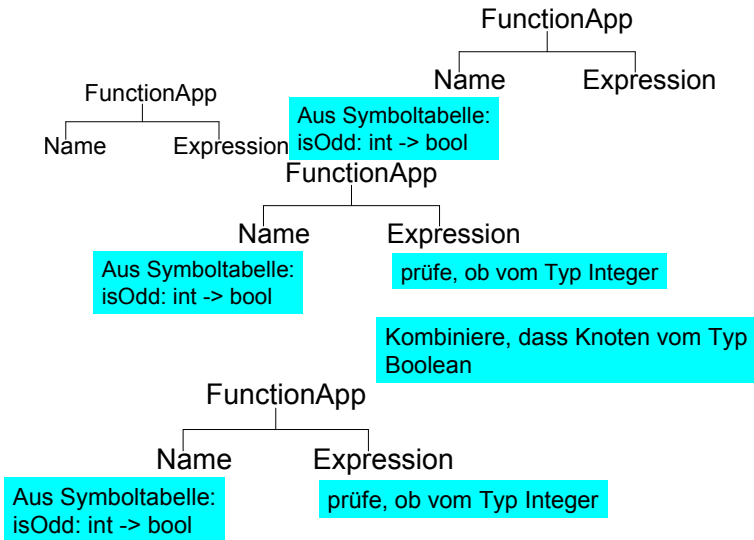 FunctionApp
Name Expression
Aus Symboltabelle:
isOdd: int -> bool
FunctionApp
Name Expression
FunctionApp
Name Expression
Aus Symboltabelle:
isOdd: int -> bool
prüfe, ob vom Typ Integer
Kombiniere, dass Knoten vom Typ
Boolean
FunctionApp
Name Expression
Aus Symboltabelle:
isOdd: int -> bool
prüfe, ob vom Typ Integer